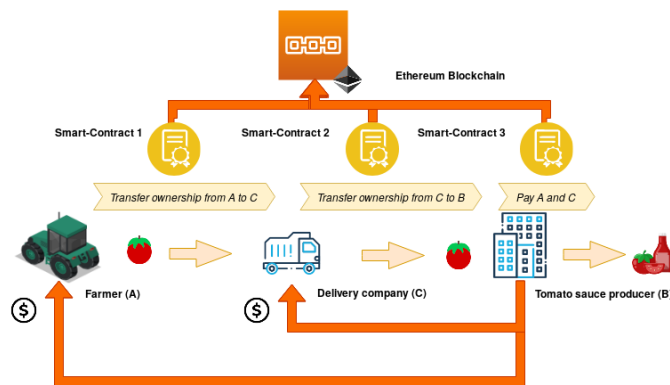 Ethereum Blockchain
Smart-Contract 1
Smart-Contract 2
Smart-Contract 3
Transfer ownership from A to C
Transfer ownership from C to B
Pay A and C
Farmer (A)
Delivery company (C)
Tomato sauce producer (B)
$
$